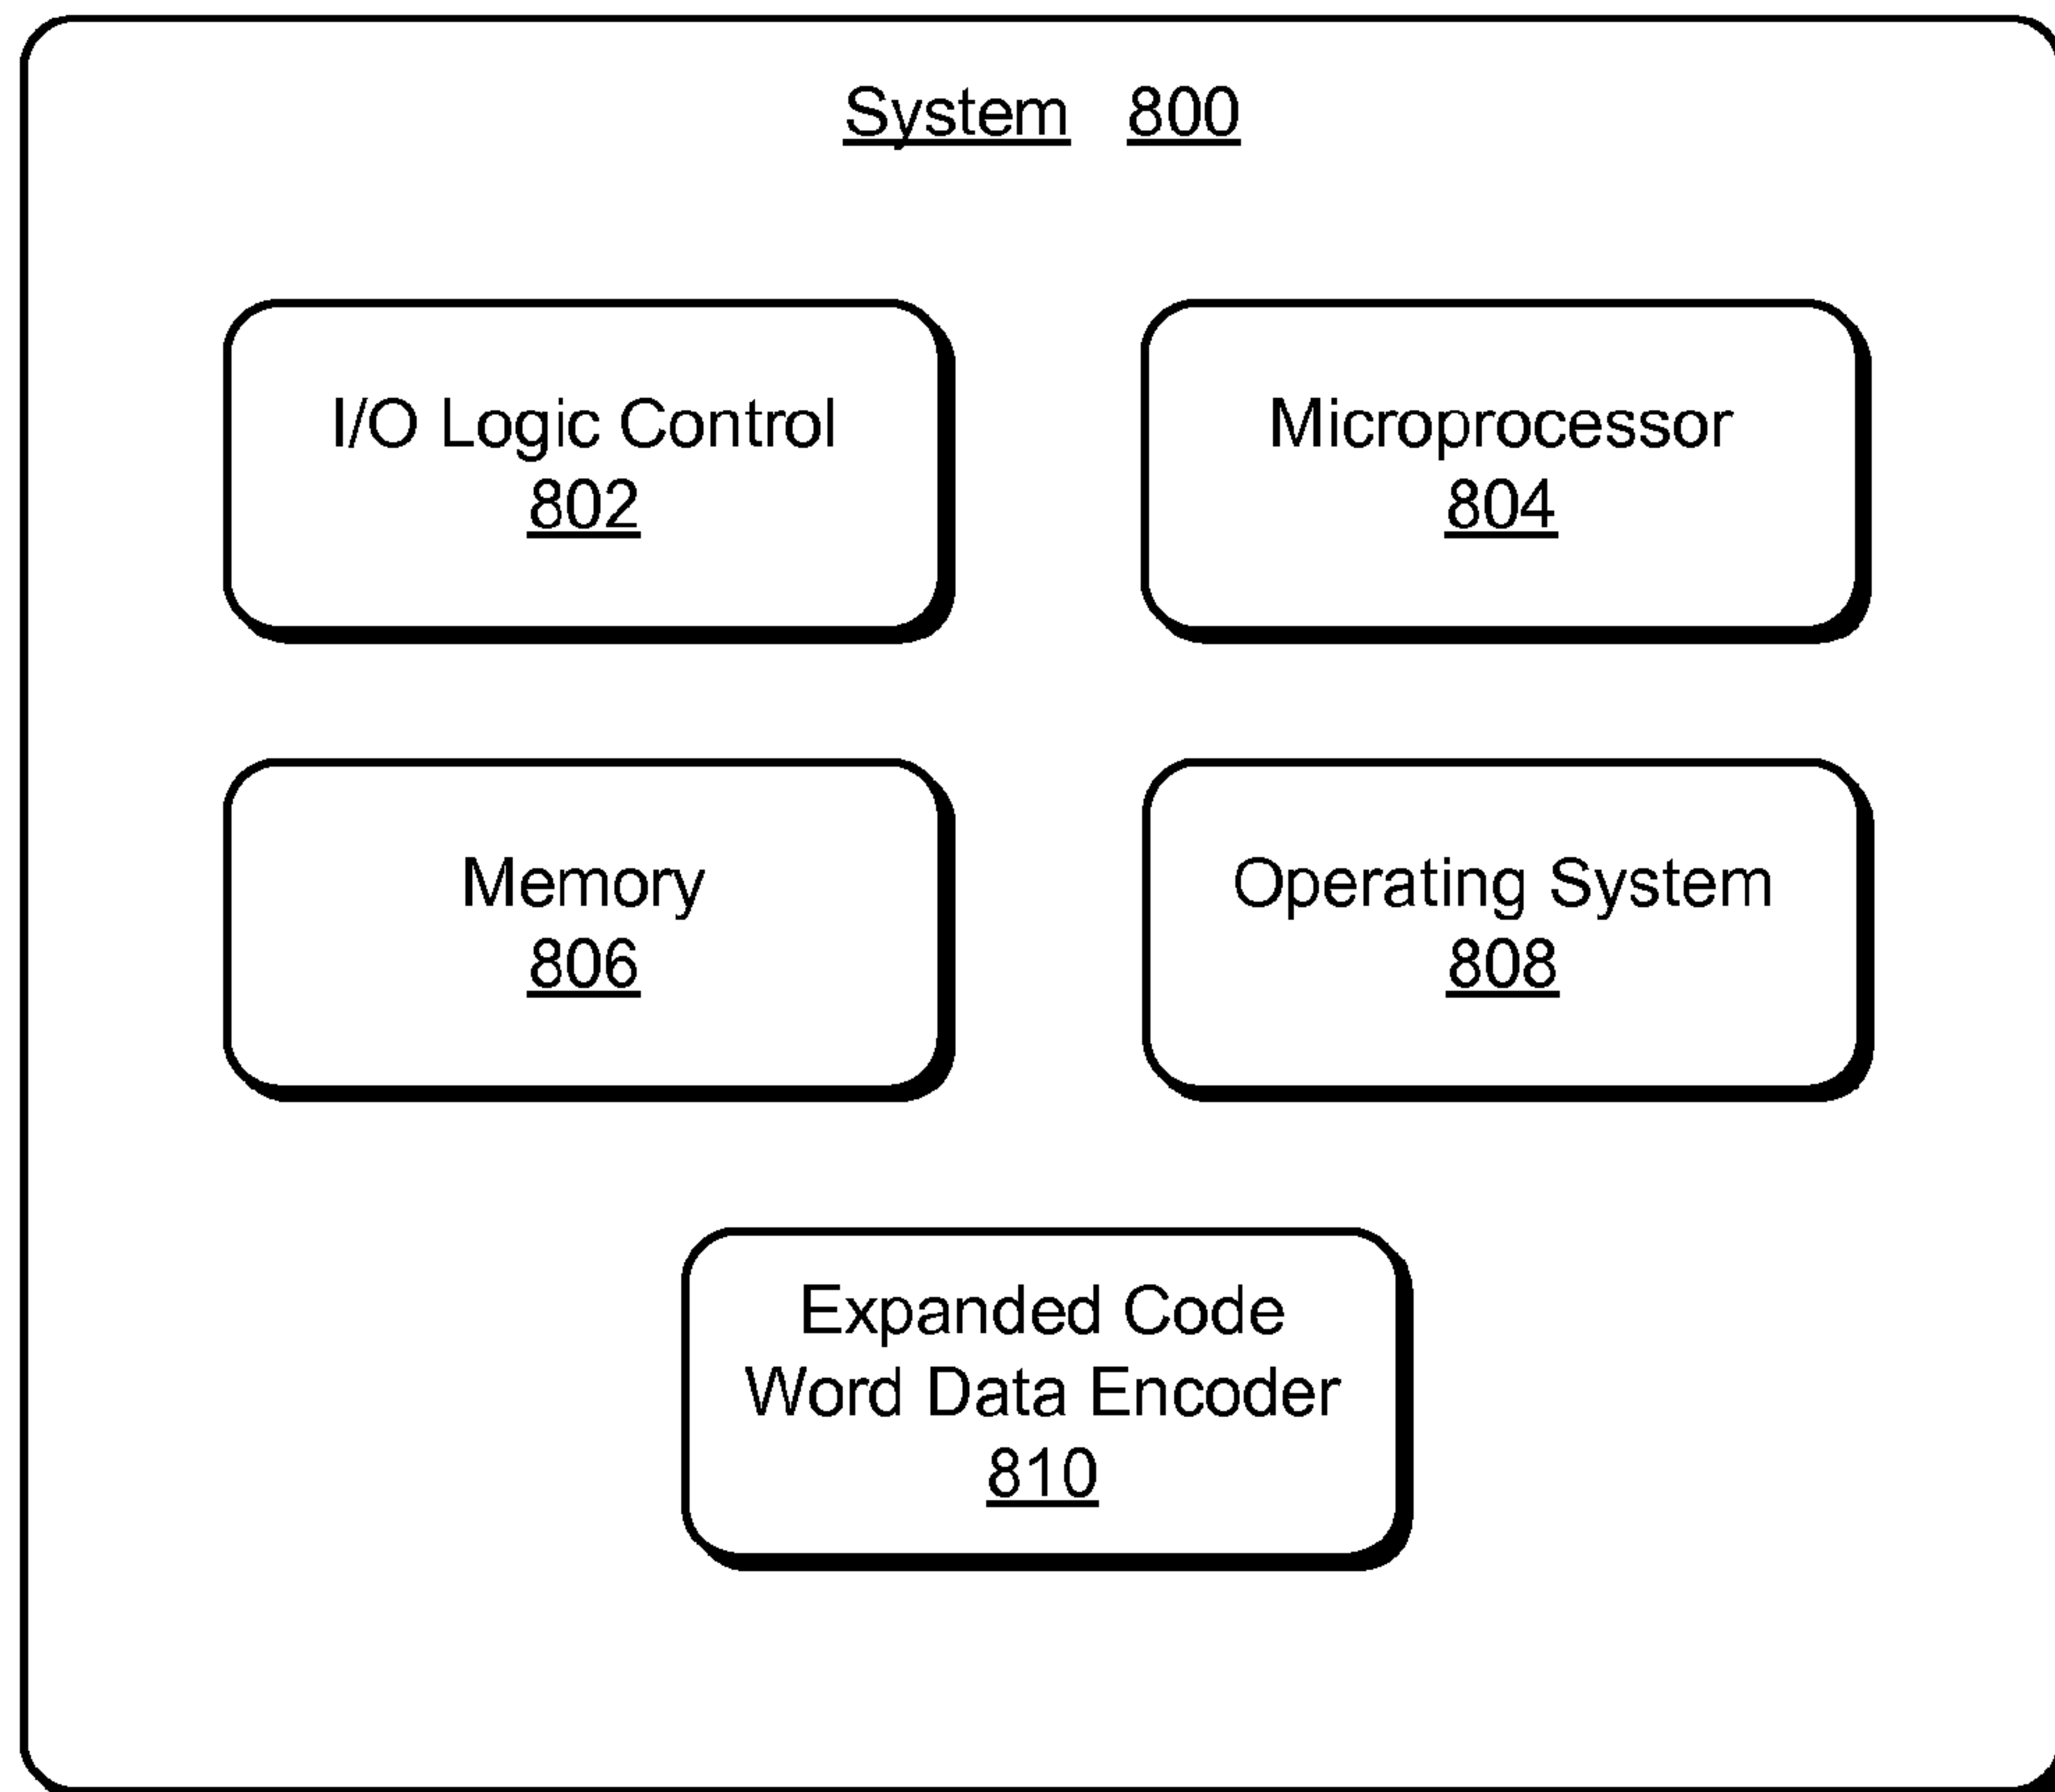 System 800
I/O Logic Control
802
Microprocessor
804
Memory
806
Operating System
808
Expanded Code
Word Data Encoder
810